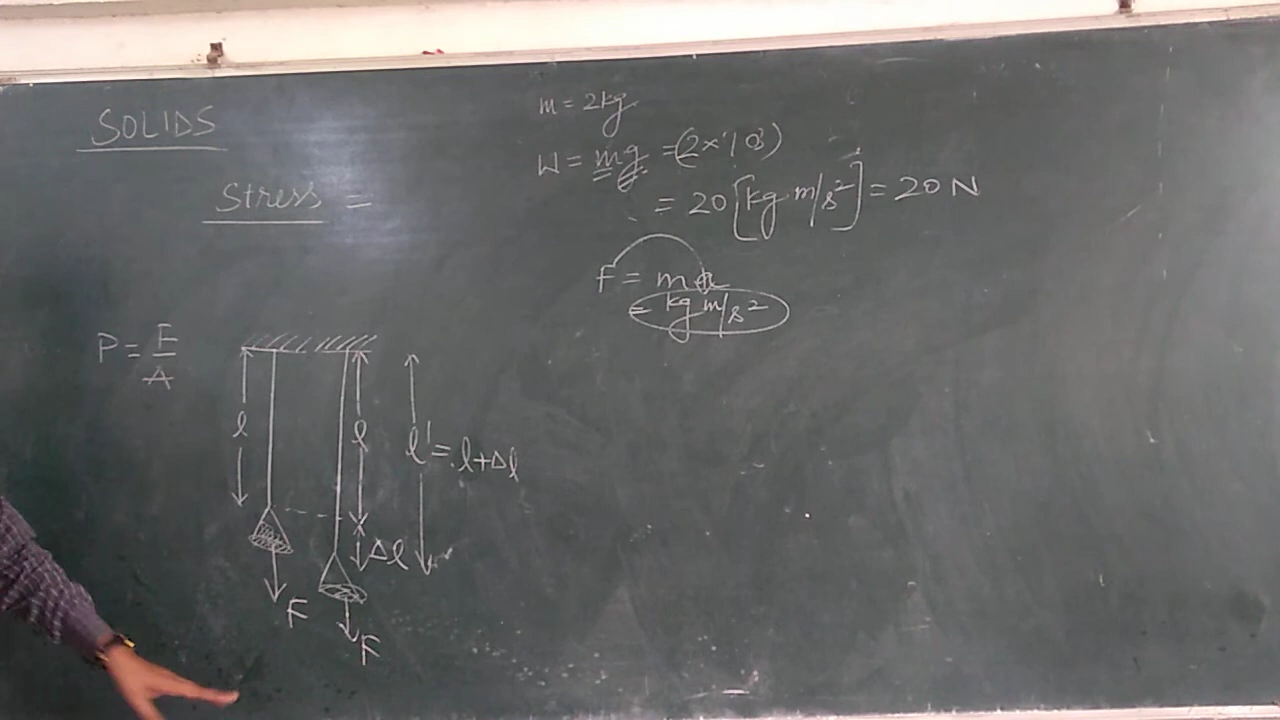 SOLIDS
Stress =
m = 2kg
W = mg = (2×10)
= 20 [kg m/s²] = 20 N
F = ma
= kg m/s²
P = F/A
l
l
l' = l+Δl
Δl
F
F